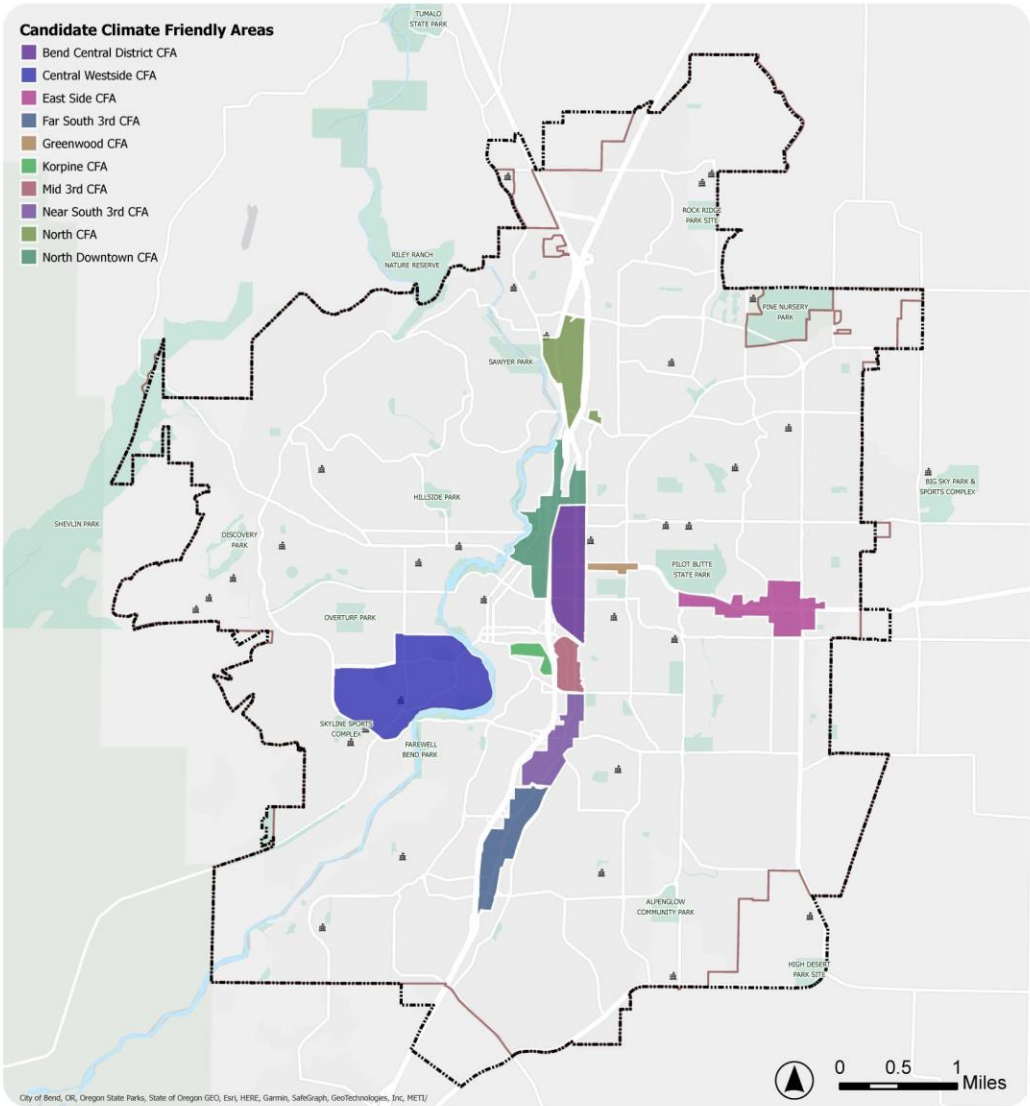 Candidate Climate Friendly Areas
Bend Central District CFA
Central Westside CFA
East Side CFA
Far South 3rd CFA
Greenwood CFA
Korpine CFA
Mid 3rd CFA
Near South 3rd CFA
North CFA
North Downtown CFA
TUMALO
STATE PARK
ROCK RIDGE
PARK SITE
RILEY RANCH
NATURE RESERVE
PINE NURSERY
PARK
SAWYER PARK
BIG SKY PARK &
SPORTS COMPLEX
HILLSIDE PARK
SHEVLIN PARK
DISCOVERY
PARK
PILOT BUTTE
STATE PARK
OVERTURF PARK
SKYLINE SPORTS
COMPLEX
FAREWELL
BEND PARK
ALPENGLOW
COMMUNITY PARK
HIGH DESERT
PARK SITE
0 0.5 1
Miles
City of Bend, OR, Oregon State Parks, State of Oregon GEO, Esri, HERE, Garmin, SafeGraph, GeoTechnologies, Inc, METI/